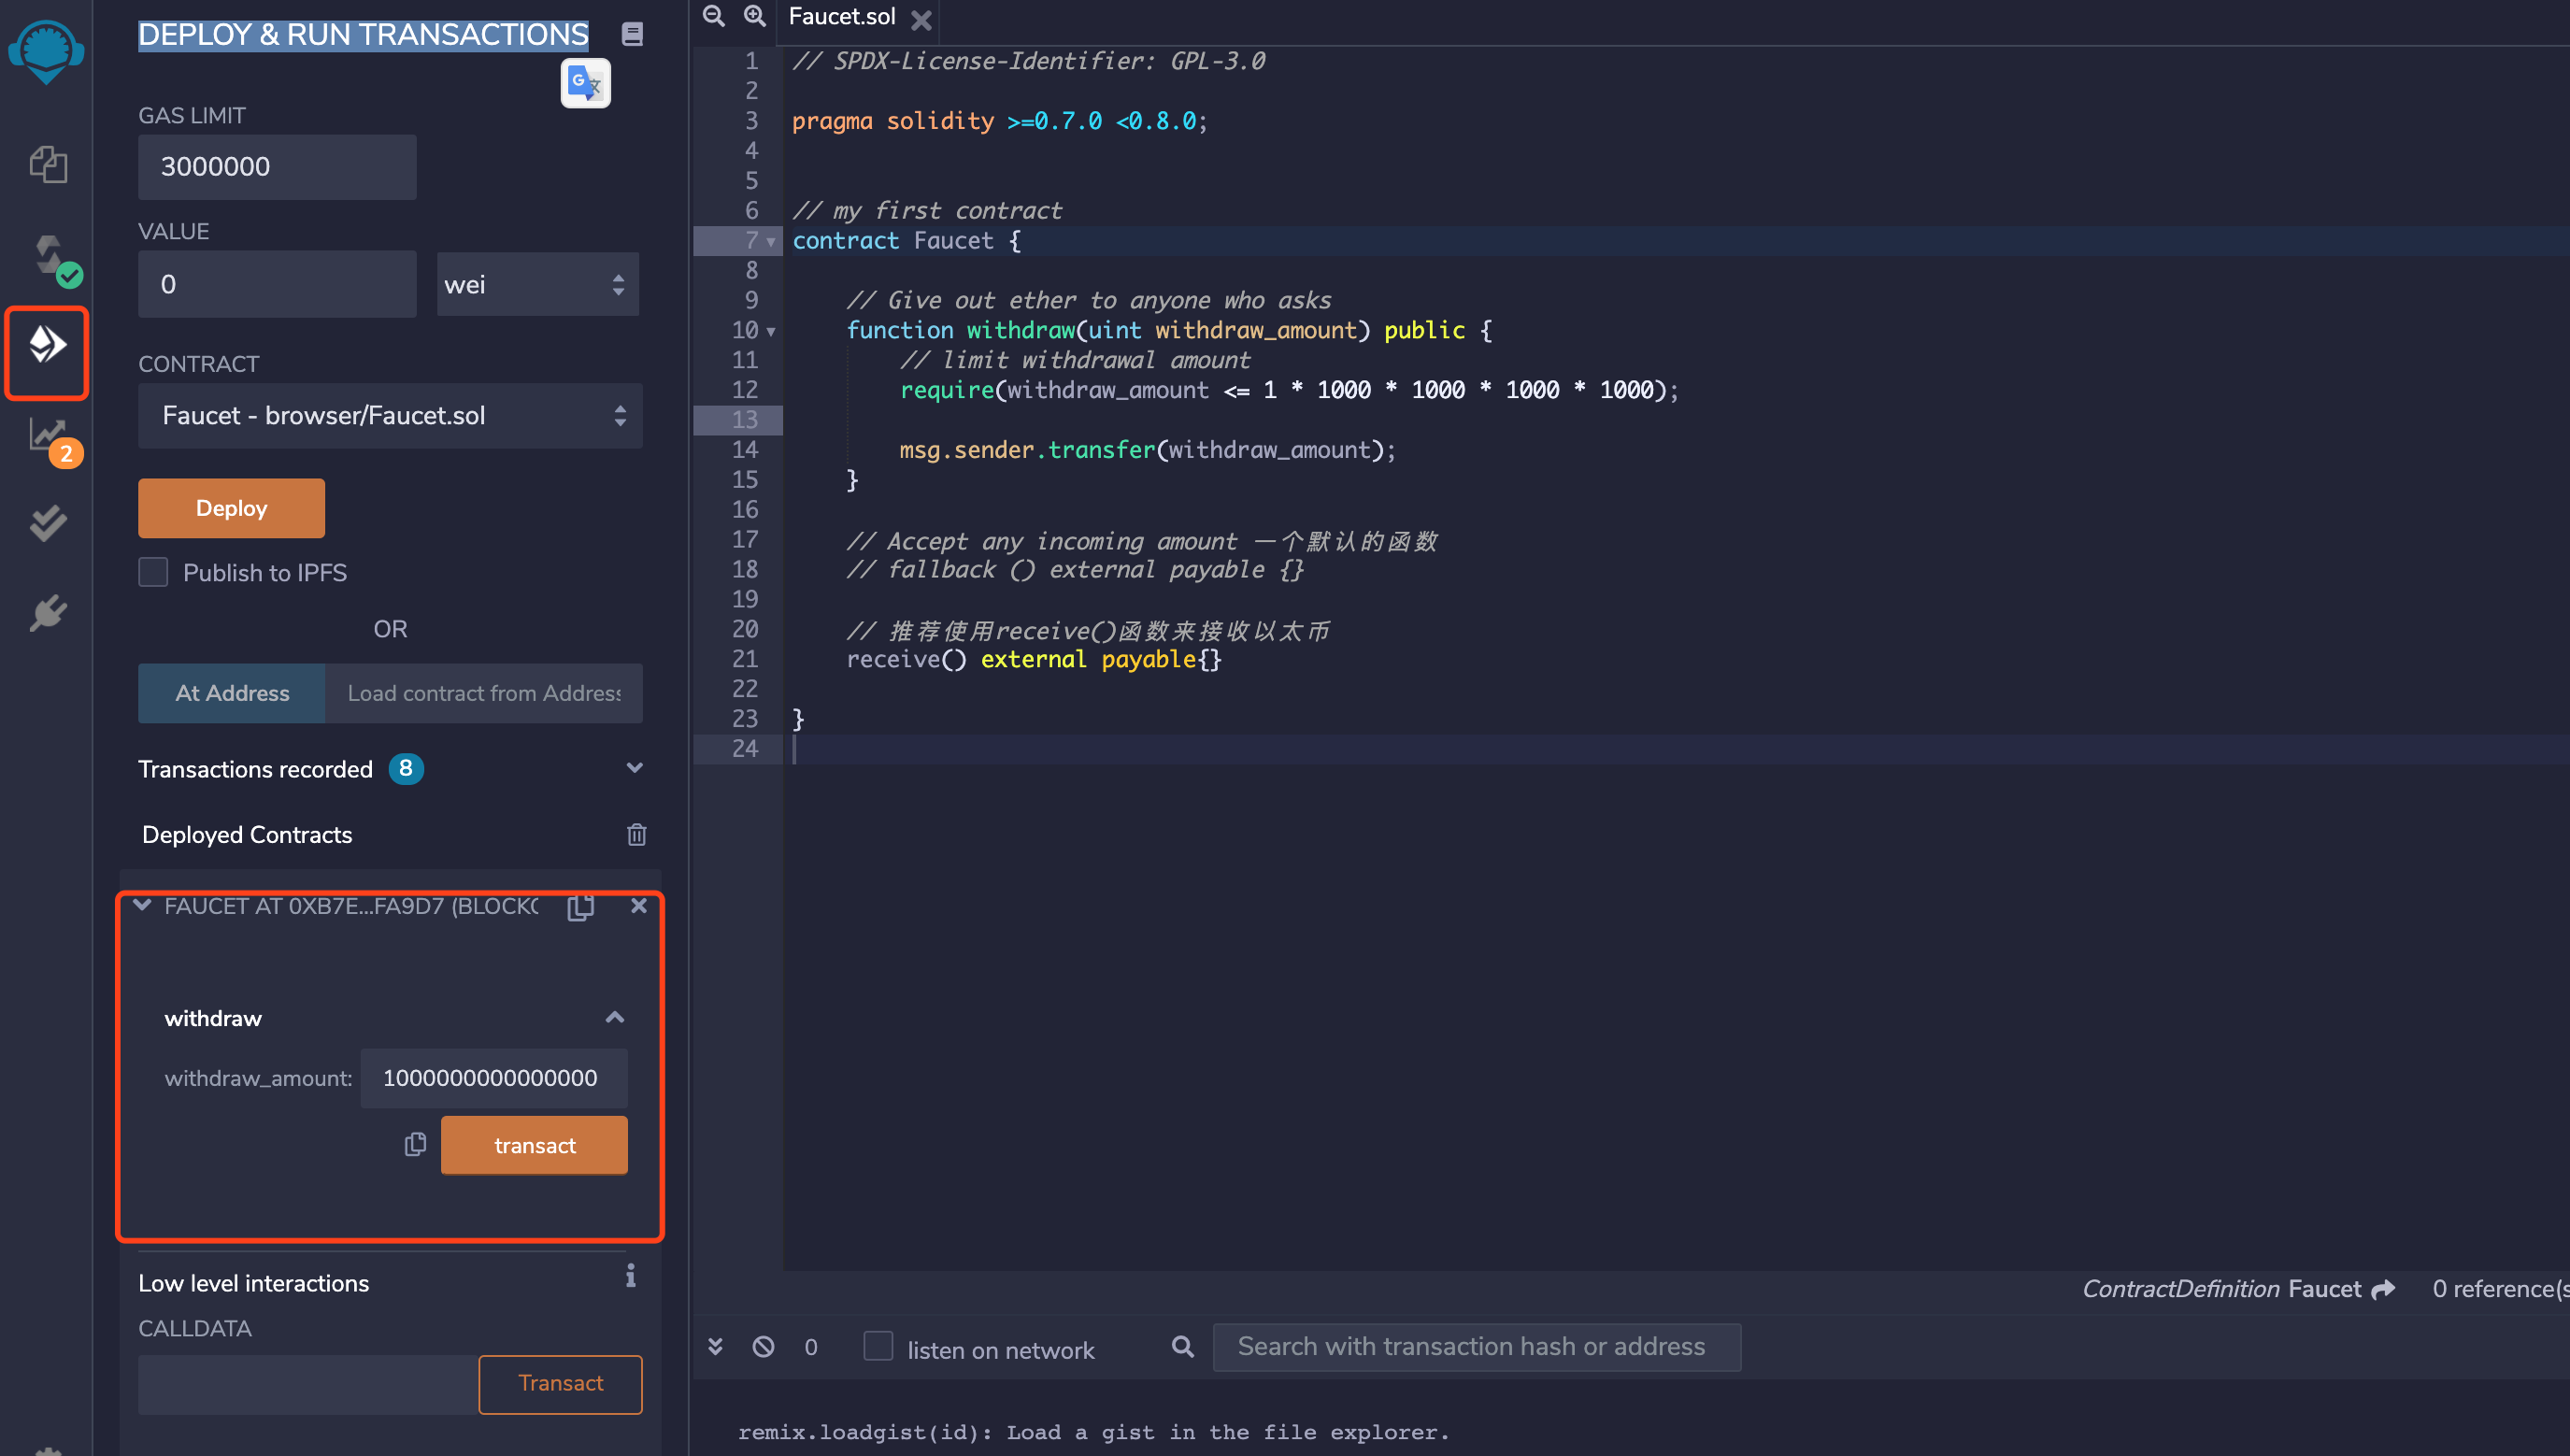 DEPLOY & RUN TRANSACTIONS
GAS LIMIT
3000000
VALUE
0
wei
CONTRACT
Faucet - browser/Faucet.sol
2
Deploy
Publish to IPFS
OR
At Address
Load contract from Address
Transactions recorded 8
Deployed Contracts
FAUCET AT 0XB7E...FA9D7 (BLOCKC
withdraw
withdraw_amount: 1000000000000000
transact
Low level interactions
CALLDATA
Transact
Faucet.sol
1 // SPDX-License-Identifier: GPL-3.0
2
3 pragma solidity >=0.7.0 <0.8.0;
4
5
6 // my first contract
7 contract Faucet {
8
9 // Give out ether to anyone who asks
10 function withdraw(uint withdraw_amount) public {
11 // limit withdrawal amount
12 require(withdraw_amount <= 1 * 1000 * 1000 * 1000 * 1000);
13
14 msg.sender.transfer(withdraw_amount);
15 }
16
17 // Accept any incoming amount 一个默认的函数
18 // fallback () external payable {}
19
20 // 推荐使用receive()函数来接收以太币
21 receive() external payable{}
22
23 }
24
ContractDefinition Faucet 0 reference(s
0
listen on network
Search with transaction hash or address
remix.loadgist(id): Load a gist in the file explorer.